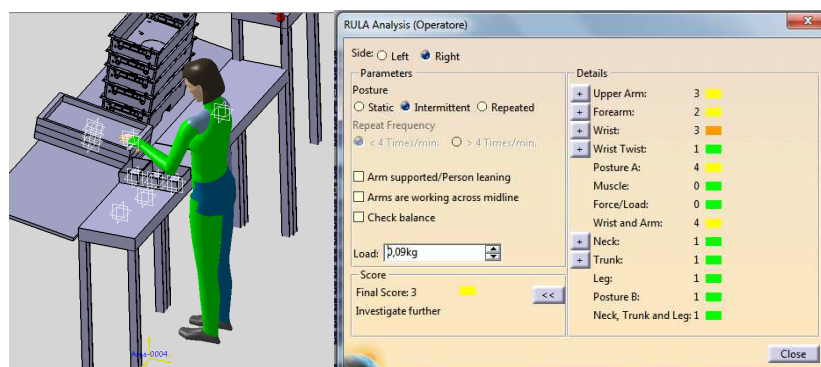 RULA Analysis (Operatore)
Side: Left Right
Parameters
Posture
Static Intermittent Repeated
Repeat Frequency
< 4 Times/min. > 4 Times/min.
Arm supported/Person leaning
Arms are working across midline
Check balance
Load: 0,09kg
Score
Final Score: 3
<<
Investigate further
Details
+ Upper Arm: 3
+ Forearm: 2
+ Wrist: 3
+ Wrist Twist: 1
Posture A: 4
Muscle: 0
Force/Load: 0
Wrist and Arm: 4
+ Neck: 1
+ Trunk: 1
Leg: 1
Posture B: 1
Neck, Trunk and Leg: 1
Close